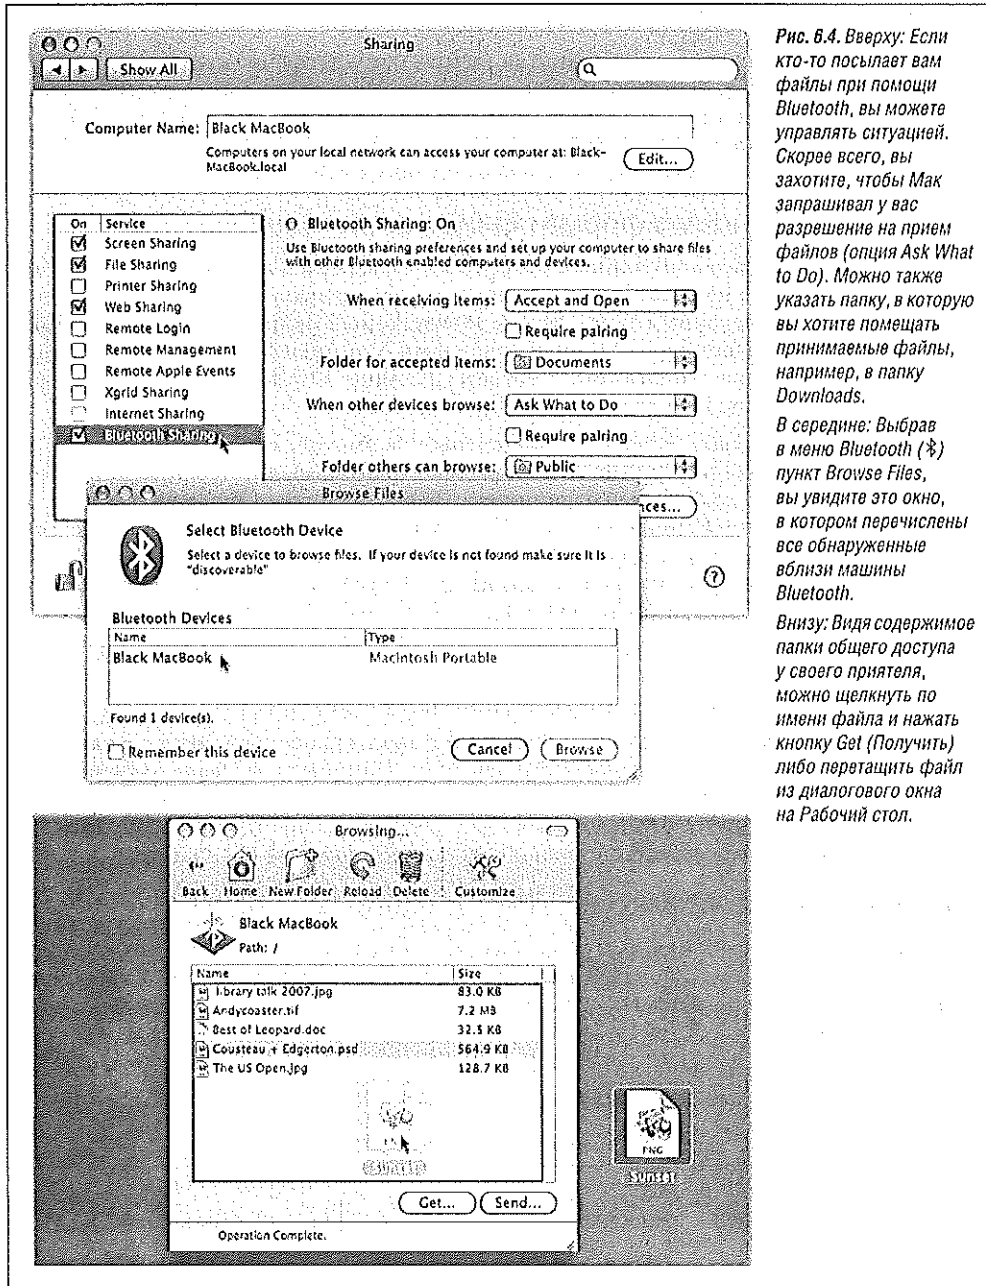 Sharing
Show All
Computer Name: Black MacBook
Computers on your local network can access your computer at: Black-
MacBook.local
Edit...
On Service
Screen Sharing
File Sharing
Printer Sharing
Web Sharing
Remote Login
Remote Management
Remote Apple Events
Xgrid Sharing
Internet Sharing
Bluetooth Sharing
Bluetooth Sharing: On
Use Bluetooth sharing preferences and set up your computer to share files
with other Bluetooth enabled computers and devices.
When receiving items: Accept and Open
Require pairing
Folder for accepted items: Documents
When other devices browse: Ask What to Do
Require pairing
Folder others can browse: Public
nces...
Browse Files
Select Bluetooth Device
Select a device to browse files. If your device is not found make sure it is
"discoverable"
Bluetooth Devices
Name Type
Black MacBook Macintosh Portable
Found 1 device(s).
Remember this device
Cancel Browse
Browsing...
Back Home New Folder Reload Delete Customize
Black MacBook
Path: /
Name Size
library talk 2007.jpg 83.0 KB
Andycoaster.tif 7.2 MB
Best of Leopard.doc 32.5 KB
Cousteau + Edgerton.psd 564.9 KB
The US Open.jpg 128.7 KB
PNG
Sunset
Get... Send...
Operation Complete.
Рис. 6.4. Вверху: Если
кто-то посылает вам
файлы при помощи
Bluetooth, вы можете
управлять ситуацией.
Скорее всего, вы
захотите, чтобы Мак
запрашивал у вас
разрешение на прием
файлов (опция Ask What
to Do). Можно также
указать папку, в которую
вы хотите помещать
принимаемые файлы,
например, в папку
Downloads.
В середине: Выбрав
в меню Bluetooth (
)
пункт Browse Files,
вы увидите это окно,
в котором перечислены
все обнаруженные
вблизи машины
Bluetooth.
Внизу: Видя содержимое
папки общего доступа
у своего приятеля,
можно щелкнуть по
имени файла и нажать
кнопку Get (Получить)
либо перетащить файл
из диалогового окна
на Рабочий стол.